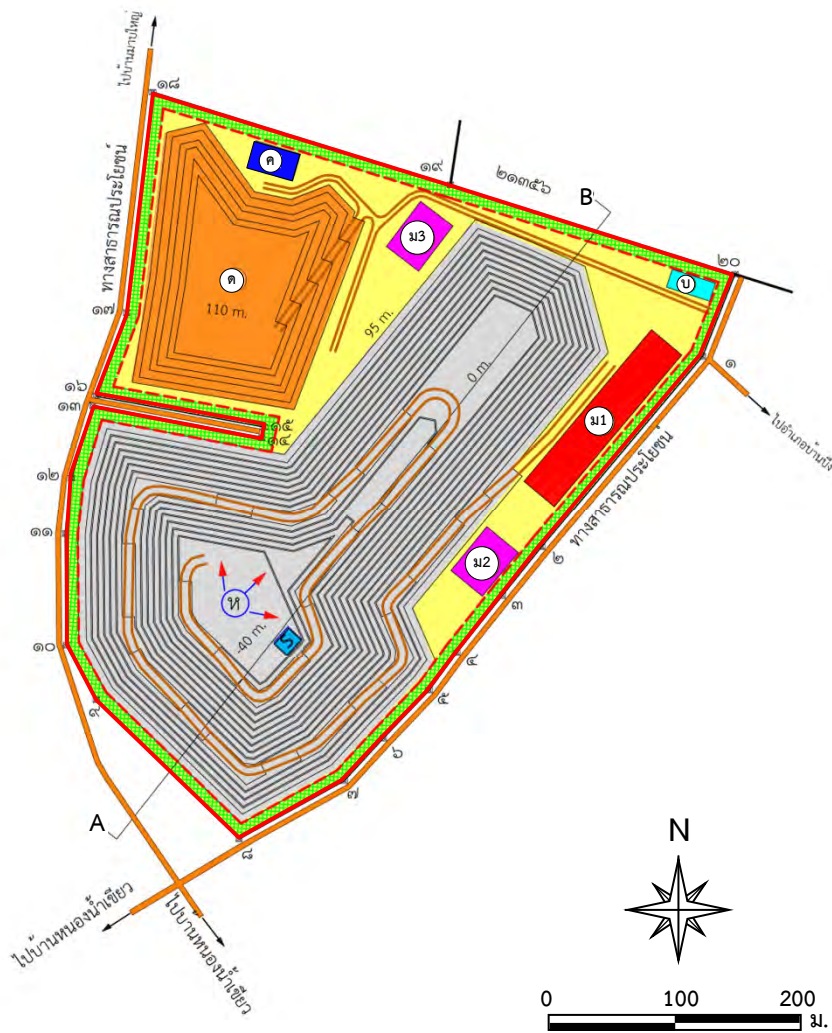 ไปบ้านมาบใหญ่
๑๘
ทางสาธารณประโยชน์
๑๙
๒๑๓๕๖
B
๒๐
ค
ม3
บ
ด
110 m.
95 m.
0 m.
๑๗
๑
ไปอำเภอบ้านบึง
๑๖
๑๓
๑๔
๑๕
ม1
ทางสาธารณประโยชน์
๑๒
๑๑
๒
ม2
๓
ห
-40 m.
S
๑๐
๔
๕
๙
๖
๗
A
๘
ไปบ้านหนองน้ำเขียว
ไปบ้านหนองน้ำเขียว
N
0 100 200
ม.